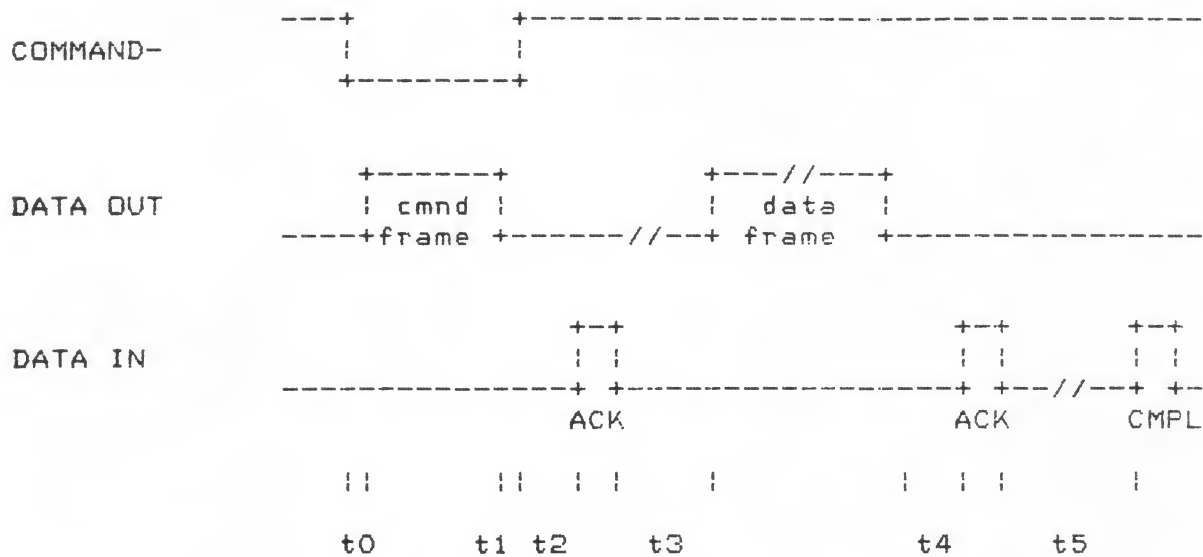 COMMAND-
DATA OUT
cmnd
frame
data
frame
DATA IN
ACK
ACK
CMPL
t0
t1
t2
t3
t4
t5